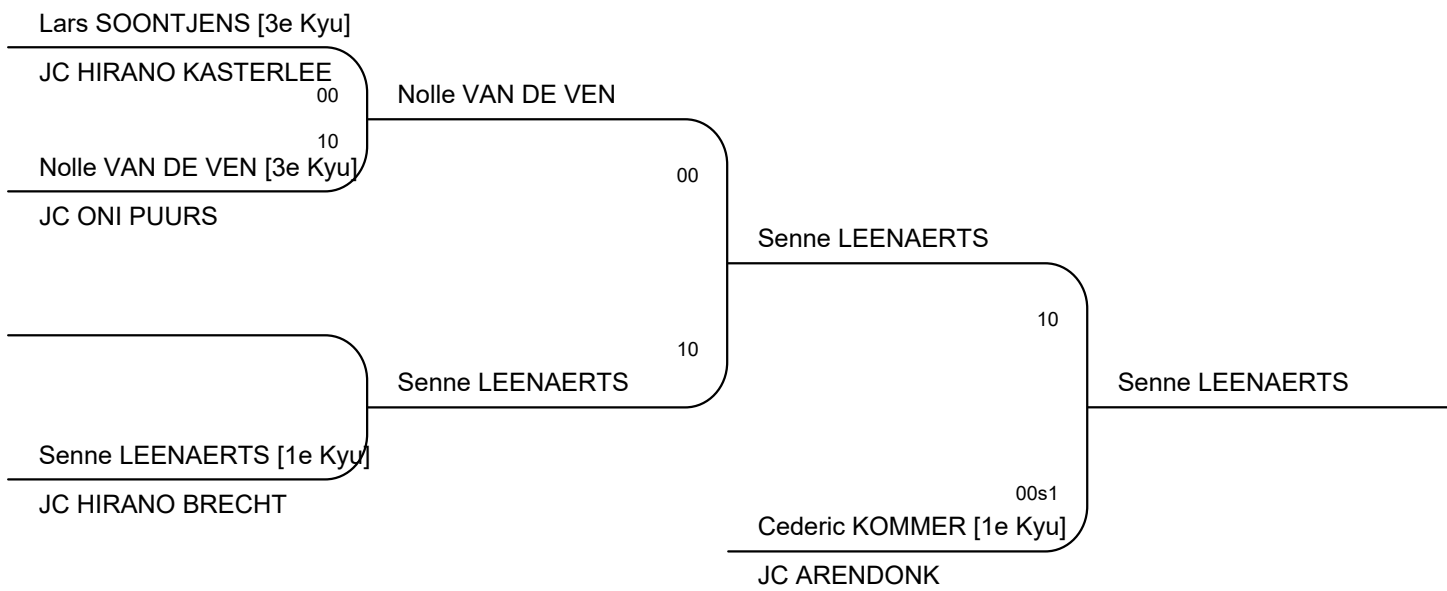 Lars SOONTJENS [3e Kyu]
JC HIRANO KASTERLEE
00
10
Nolle VAN DE VEN [3e Kyu]
JC ONI PUURS
Nolle VAN DE VEN
00
10
Senne LEENAERTS
Senne LEENAERTS [1e Kyu]
JC HIRANO BRECHT
Senne LEENAERTS
10
00s1
Cederic KOMMER [1e Kyu]
JC ARENDONK
Senne LEENAERTS